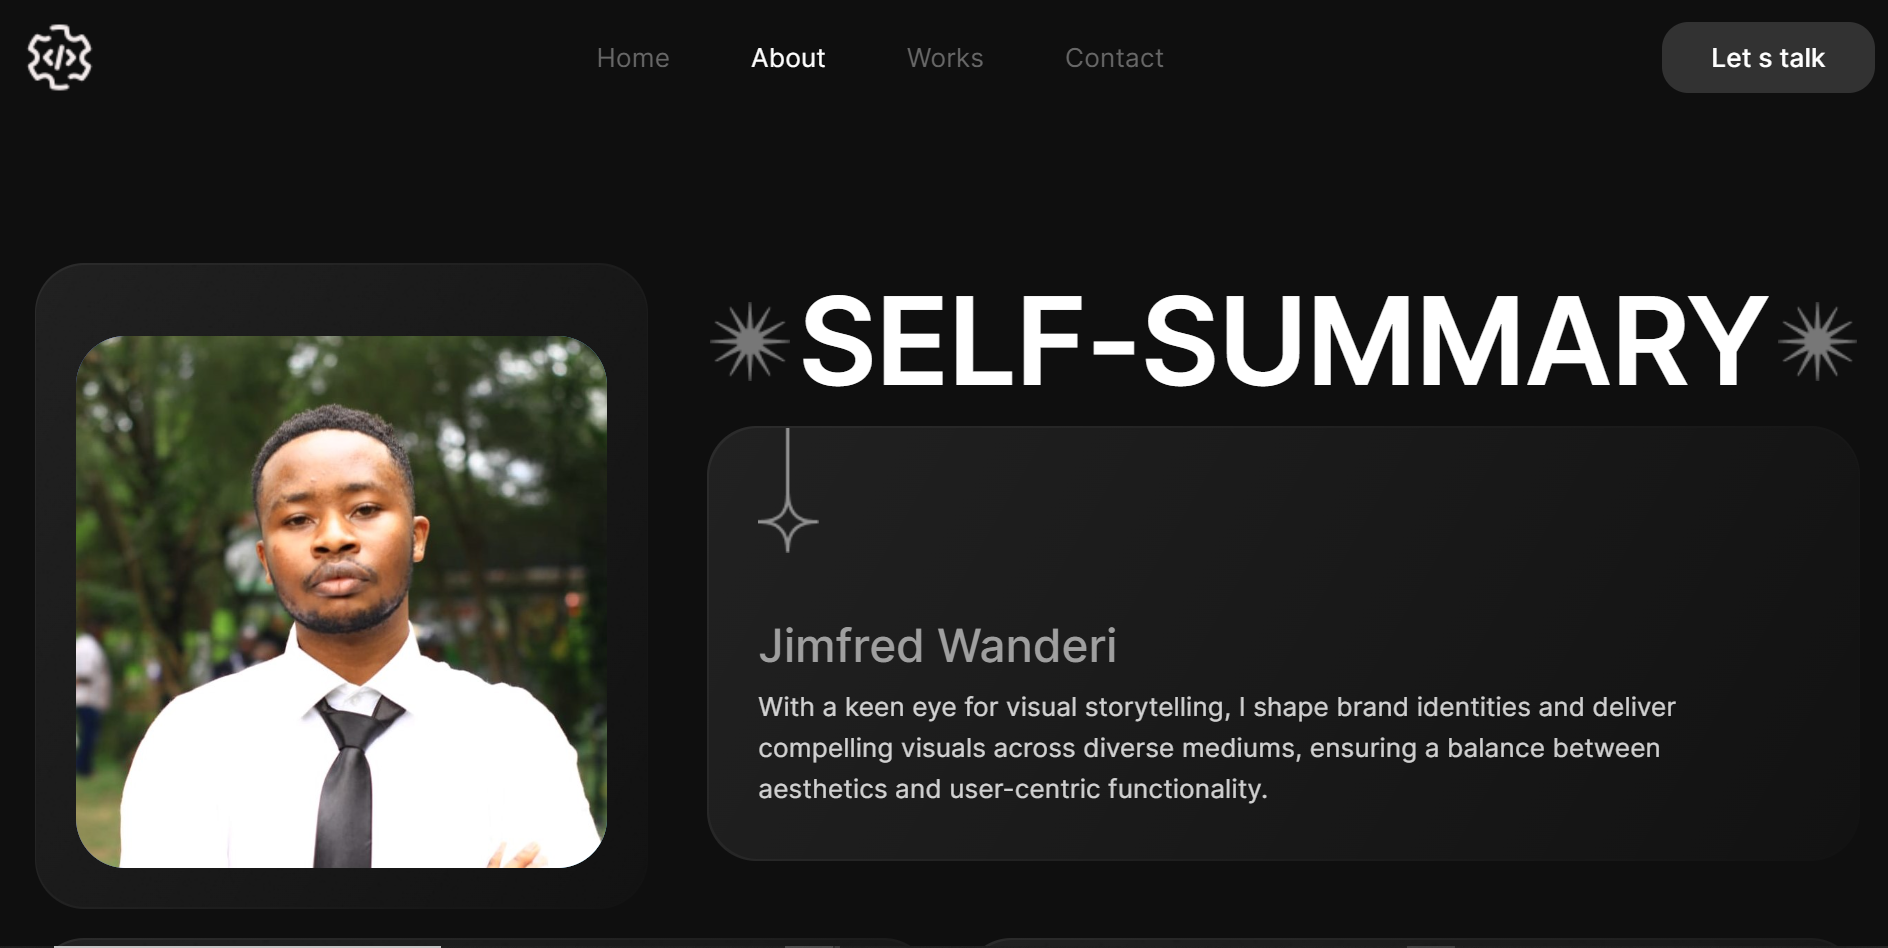 </>
Home
About
Works
Contact
Let s talk
SELF-SUMMARY
Jimfred Wanderi
With a keen eye for visual storytelling, I shape brand identities and deliver
compelling visuals across diverse mediums, ensuring a balance between
aesthetics and user-centric functionality.